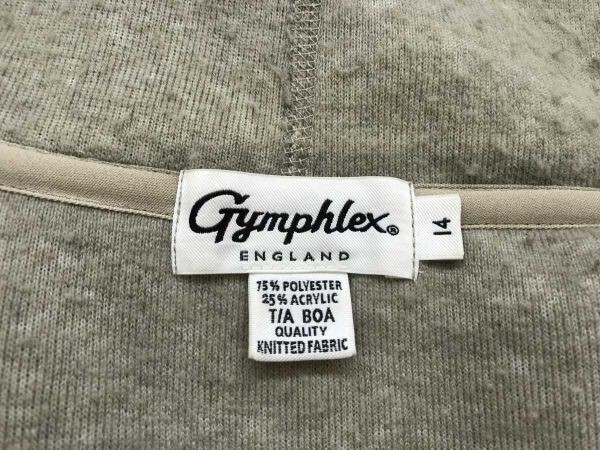 Gymphlex®
ENGLAND
14
75% POLYESTER
25% ACRYLIC
T/A BOA
QUALITY
KNITTED FABRIC